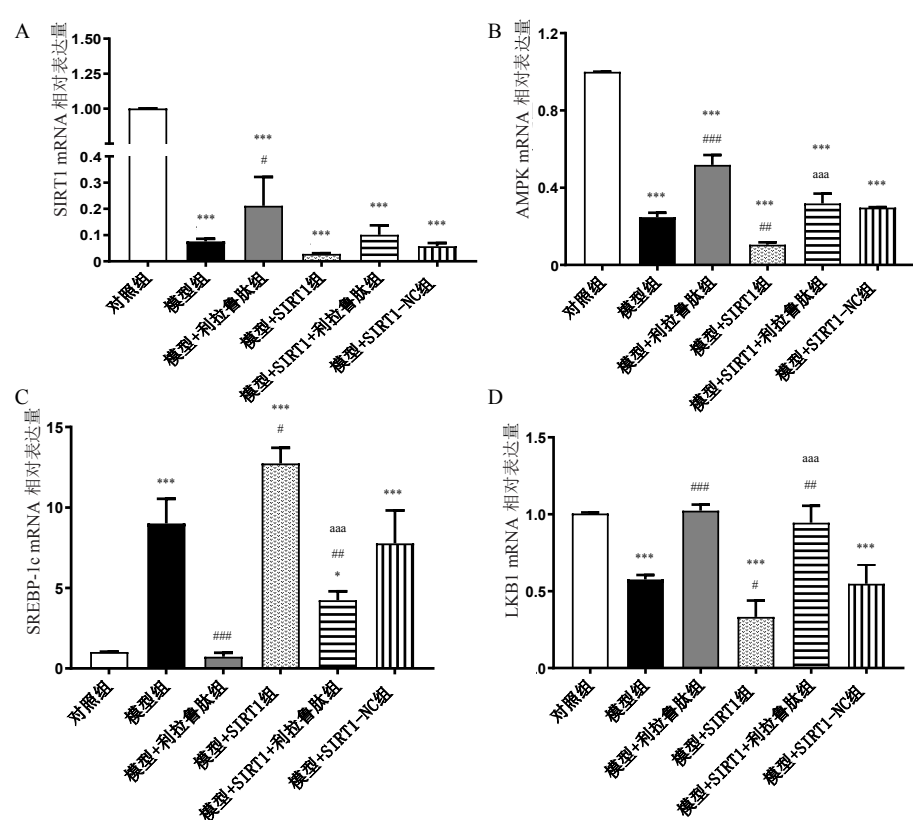 A
SIRT1 mRNA 相对表达量
1.50
1.00
0.4
0.3
0.2
0.1
0
***
***
#
***
***
***
对照组
模型组
模型+利拉鲁肽组
模型+SIRT1组
模型+SIRT1+利拉鲁肽组
模型+SIRT1-NC组
B
AMPK mRNA 相对表达量
1.2
0.8
0.4
0.0
***
***
###
***
##
***
aaa
***
对照组
模型组
模型+利拉鲁肽组
模型+SIRT1组
模型+SIRT1+利拉鲁肽组
模型+SIRT1-NC组
C
SREBP-1c mRNA 相对表达量
15
10
5
0
***
###
***
#
aaa
##
*
***
对照组
模型组
模型+利拉鲁肽组
模型+SIRT1组
模型+SIRT1+利拉鲁肽组
模型+SIRT1-NC组
D
LKB1 mRNA 相对表达量
1.5
1.0
0.5
.0
***
###
***
#
aaa
##
***
对照组
模型组
模型+利拉鲁肽组
模型+SIRT1组
模型+SIRT1+利拉鲁肽组
模型+SIRT1-NC组